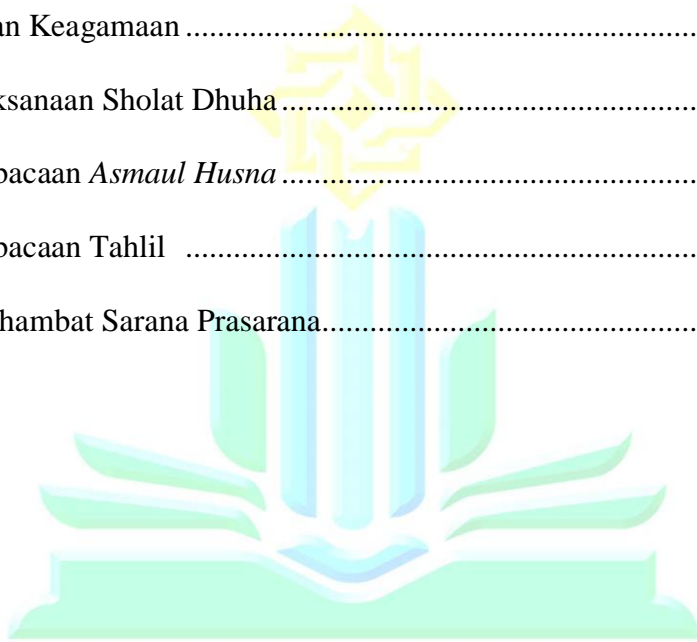 an Keagamaan ................................................................
ksanaan Sholat Dhuha ....................................................
bacaan Asmaul Husna ....................................................
bacaan Tahlil ................................................................
hambat Sarana Prasarana...............................................